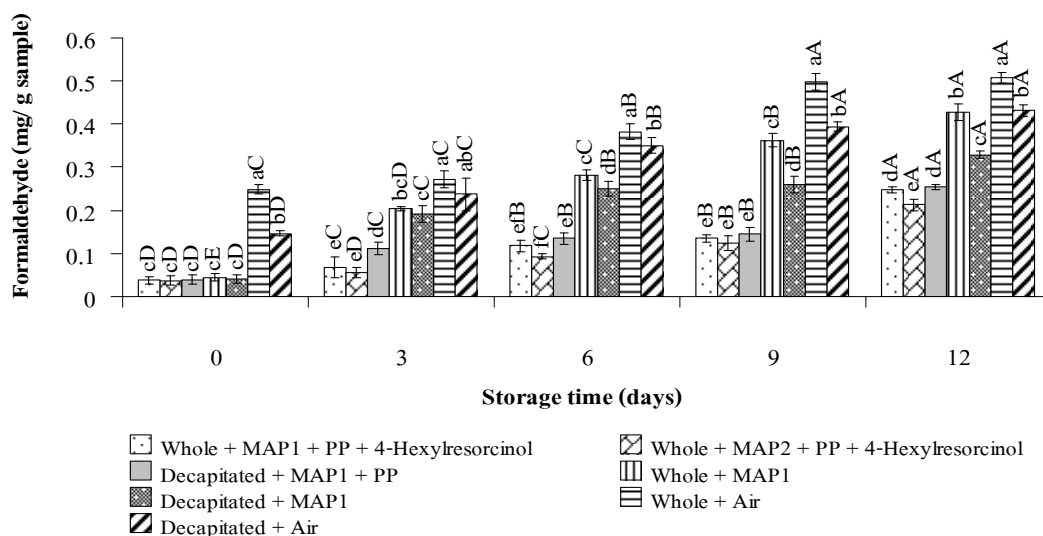 0.6
0.5
0.4
0.3
0.2
0.1
0
Formaldehyde (mg/ g sample)
cD cD cD cE cD aC bD
eC eD dC bcD cC aC abC
efB fC eB cC dB aB bB
eB eB eB cB dB aA bA
dA eA dA bA cA aA bA
0 3 6 9 12
Storage time (days)
Whole + MAP1 + PP + 4-Hexylresorcinol
Whole + MAP2 + PP + 4-Hexylresorcinol
Decapitated + MAP1 + PP
Whole + MAP1
Decapitated + MAP1
Whole + Air
Decapitated + Air